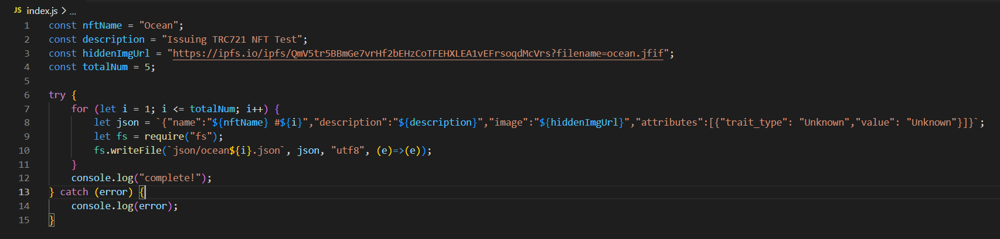 JS index.js > ...
1 const nftName = "Ocean";
2 const description = "Issuing TRC721 NFT Test";
3 const hiddenImgUrl = "https://ipfs.io/ipfs/QmV5tr5BBmGe7vrHf2bEHzCoTFEHXLEA1vEFrsoqdMcVrs?filename=ocean.jfif";
4 const totalNum = 5;
5
6 try {
7     for (let i = 1; i <= totalNum; i++) {
8         let json = `{"name":"${nftName} #${i}","description":"${description}","image":"${hiddenImgUrl}","attributes":[{"trait_type": "Unknown","value": "Unknown"}]}`;
9         let fs = require("fs");
10         fs.writeFile(`json/ocean${i}.json`, json, "utf8", (e)=>(e));
11     }
12     console.log("complete!");
13 } catch (error) {
14     console.log(error);
15 }